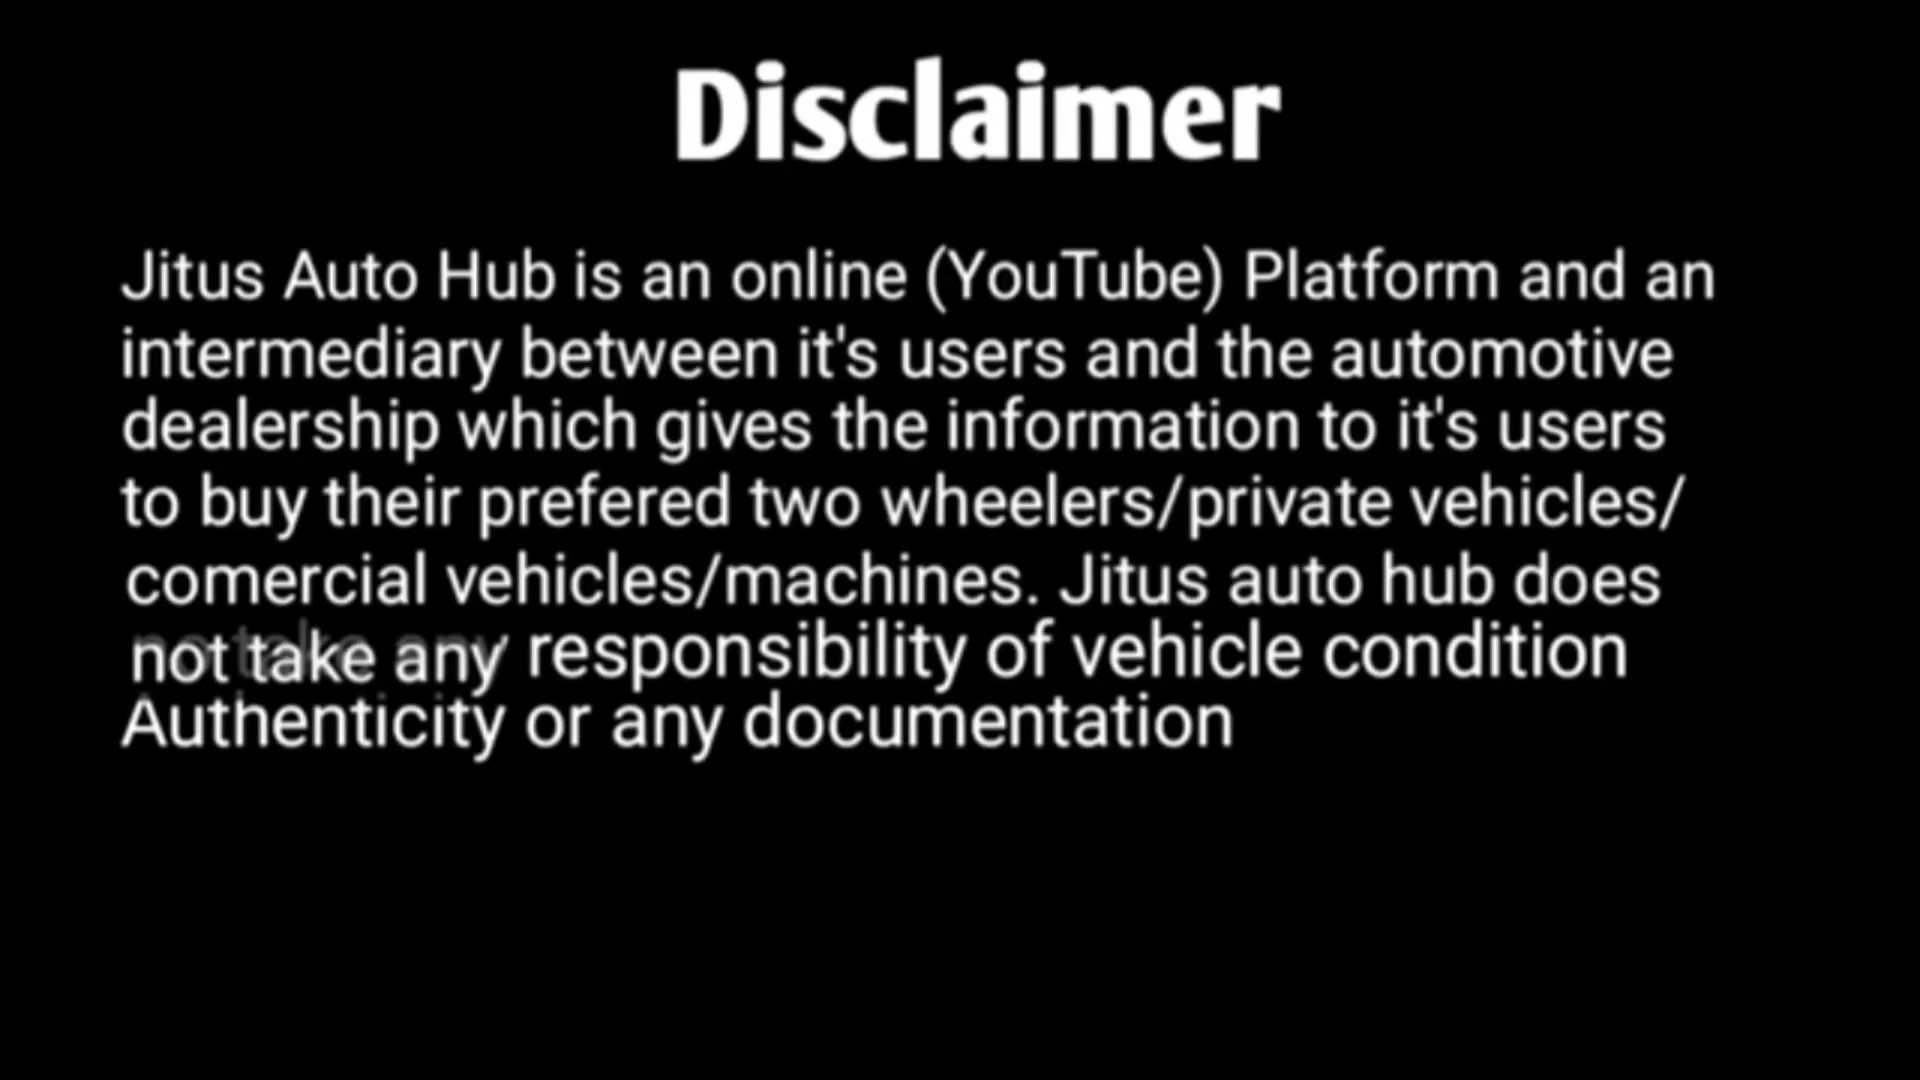 Disclaimer
Jitus Auto Hub is an online (YouTube) Platform and an
intermediary between it's users and the automotive
dealership which gives the information to it's users
to buy their prefered two wheelers/private vehicles/
comercial vehicles/machines. Jitus auto hub does
not take any responsibility of vehicle condition
Authenticity or any documentation